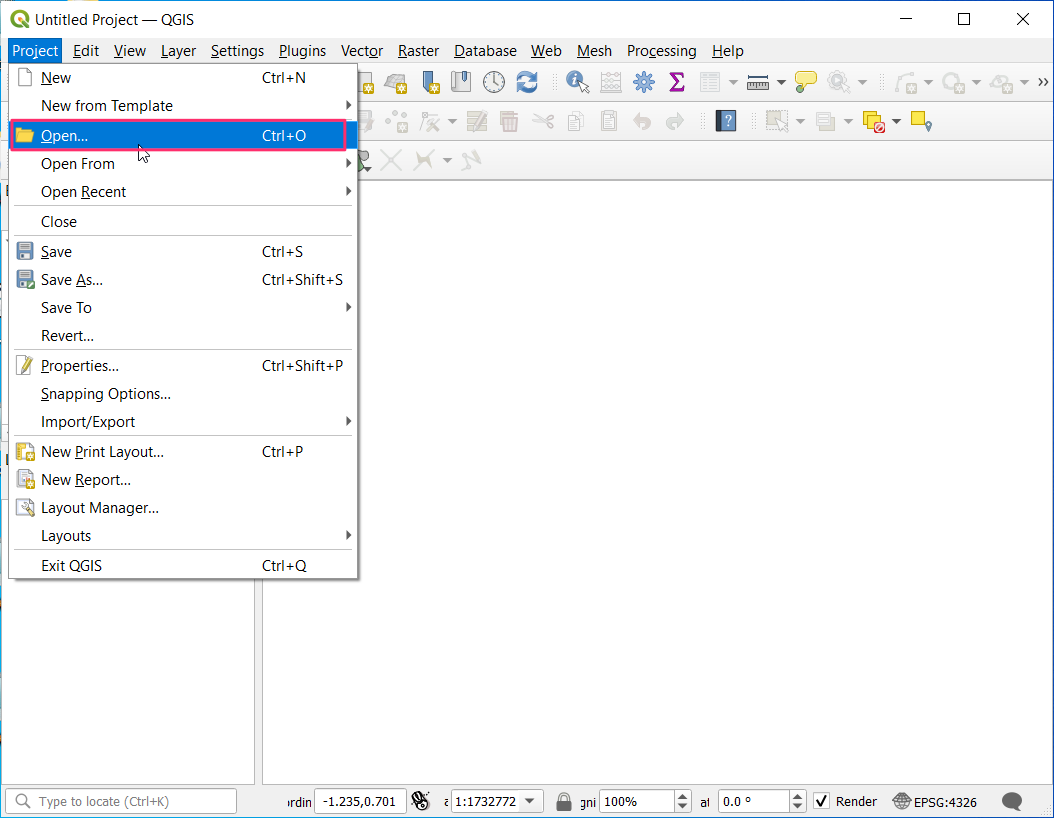 Untitled Project — QGIS
Project Edit View Layer Settings Plugins Vector Raster Database Web Mesh Processing Help
New Ctrl+N
New from Template
Open... Ctrl+O
Open From
Open Recent
Close
Save Ctrl+S
Save As... Ctrl+Shift+S
Save To
Revert...
Properties... Ctrl+Shift+P
Snapping Options...
Import/Export
New Print Layout... Ctrl+P
New Report...
Layout Manager...
Layouts
Exit QGIS Ctrl+Q
Type to locate (Ctrl+K) ordin -1.235,0.701 1:1732772 gni 100% at 0.0 ° Render EPSG:4326